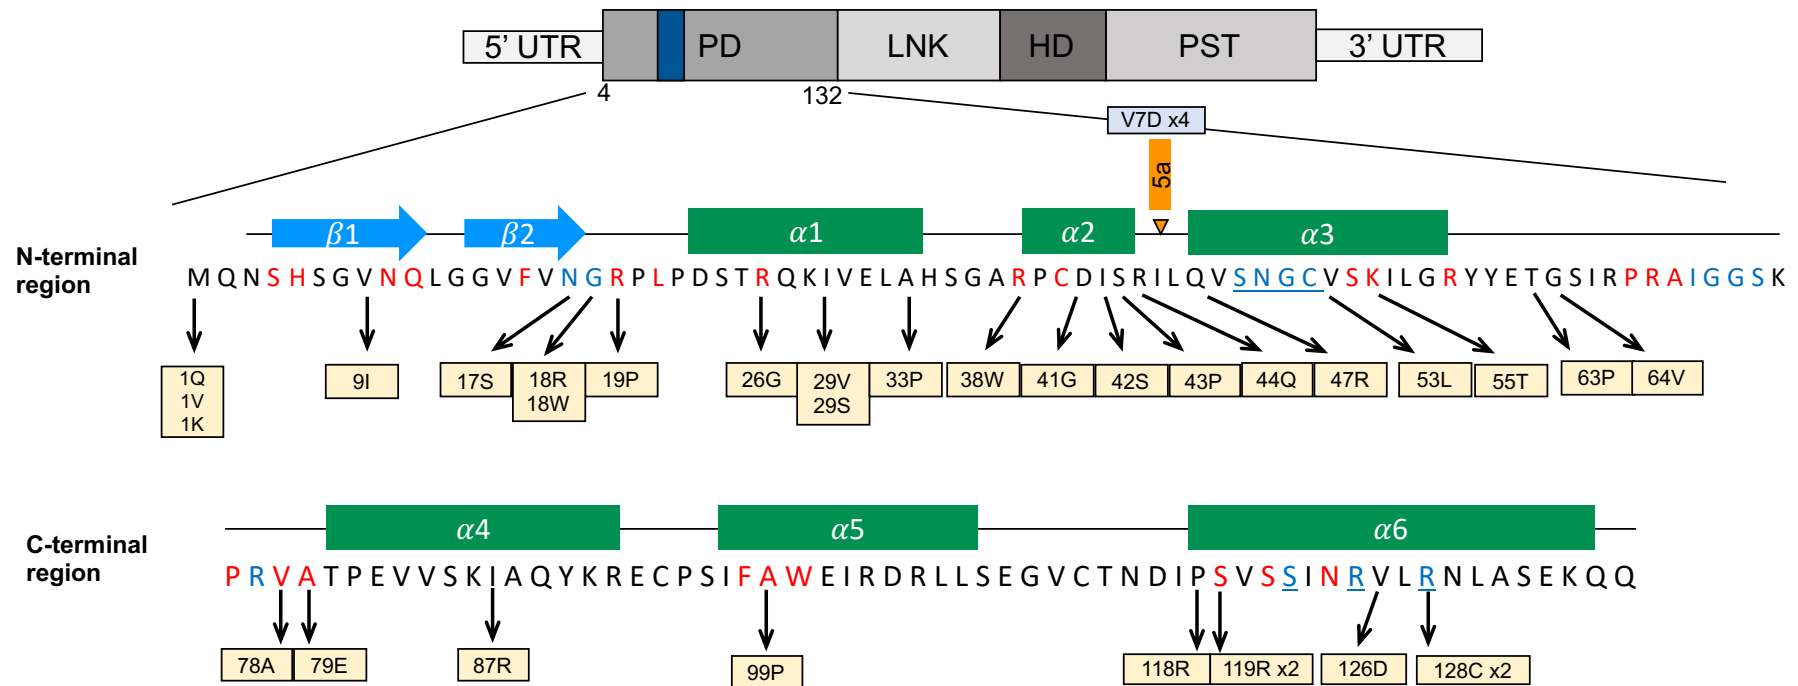 5’ UTR PD LNK HD PST 3’ UTR
4 132
V7D x4
5a
β1 β2 α1 α2 α3
N-terminal
region
MQNSHSGVNQLGGVFVNGRPLPDSTRQKIVELAHSGARPCDISRILQVSNGCVSKILGRYYETGSIRPRAIGGSK
1Q
1V
1K
9I
17S
18R
18W
19P
26G
29V
29S
33P
38W
41G
42S
43P
44Q
47R
53L
55T
63P
64V
α4 α5 α6
C-terminal
region
PRVATPEVVSKIAQYKRECPSIFAWEIRDRLLSEGVCTNDIPSVSSINRVLRNLASEKQQ
78A
79E
87R
99P
118R
119R x2
126D
128C x2